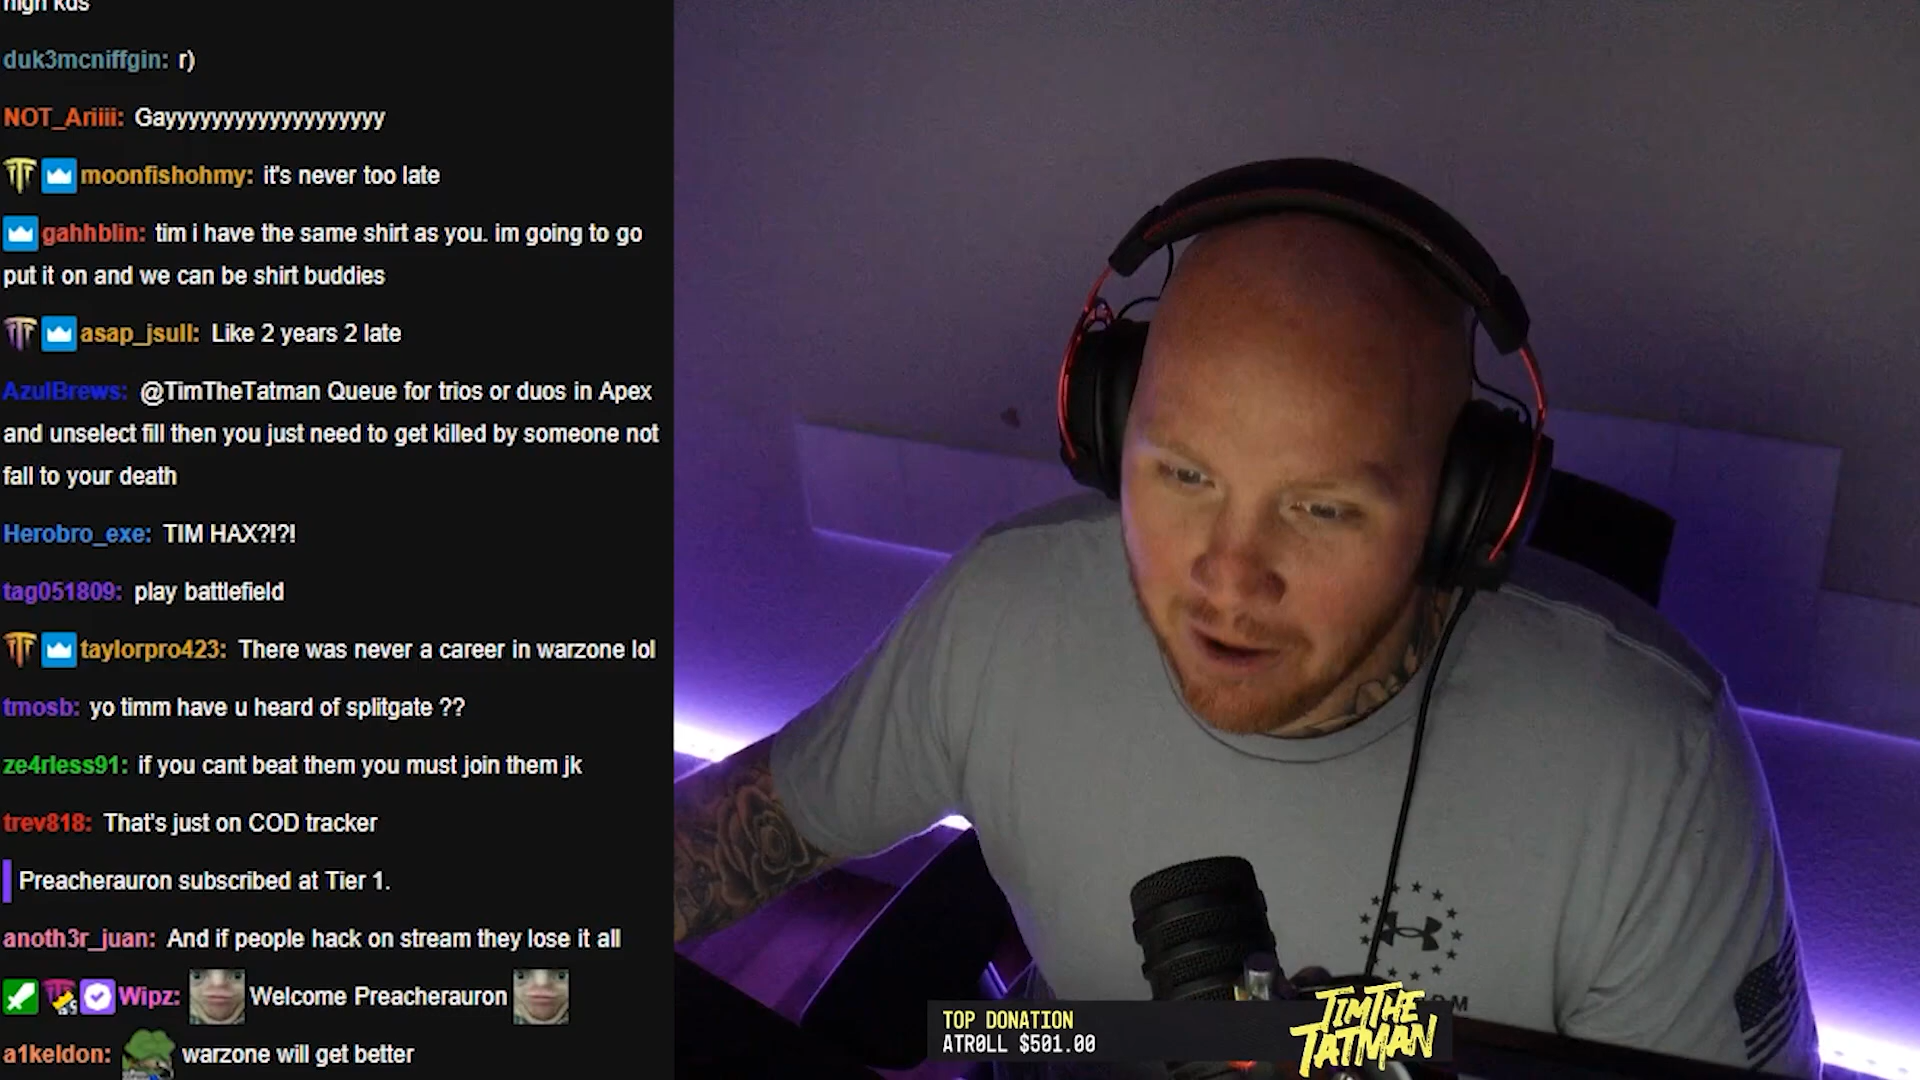 high kds
duk3mcniffgin: r)
NOT_Ariiii: Gayyyyyyyyyyyyyyyyyyy
moonfishohmy: it's never too late
gahhblin: tim i have the same shirt as you. im going to go
put it on and we can be shirt buddies
asap_jsull: Like 2 years 2 late
AzulBrews: @TimTheTatman Queue for trios or duos in Apex
and unselect fill then you just need to get killed by someone not
fall to your death
Herobro_exe: TIM HAX?!?!
tag051809: play battlefield
taylorpro423: There was never a career in warzone lol
tmosb: yo timm have u heard of splitgate ??
ze4rless91: if you cant beat them you must join them jk
trev818: That's just on COD tracker
Preacherauron subscribed at Tier 1.
anoth3r_juan: And if people hack on stream they lose it all
Wipz: Welcome Preacherauron
a1keldon: warzone will get better
TOP DONATION
ATR0LL $501.00
TIMTHE
TATMAN